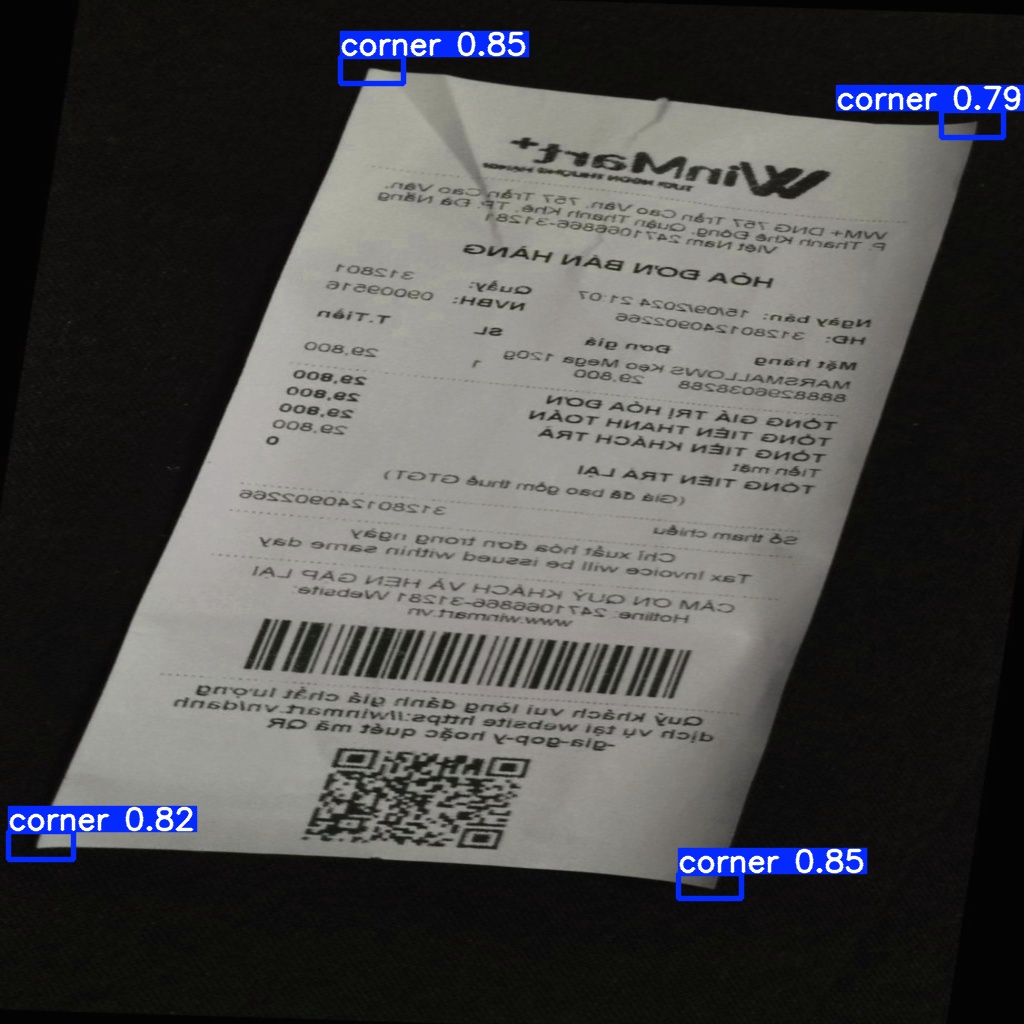 corner 0.85
corner 0.79
WinMart+
TƯƠI NGON THƯỢNG HẠNG
WM+ DNG 757 Trần Cao Vân, 757 Trần Cao Vân,
P. Thanh Khê Đông, Quận Thanh Khê, TP. Đà Nẵng
Việt Nam 2471066866-31281
HÓA ĐƠN BÁN HÀNG
Ngày bán: 15/09/2024 21:07 Quầy: 312801
HĐ: 312801240902266 NVBH: 09009516
Mặt hàng Đơn giá SL T.Tiền
MARSMALLOWS Kẹo Mega 120g
8888296038288 29,800 1 29,800
TỔNG GIÁ TRỊ HÓA ĐƠN 29,800
TỔNG TIỀN THANH TOÁN 29,800
TỔNG TIỀN KHÁCH TRẢ 29,800
Tiền mặt 29,800
TỔNG TIỀN TRẢ LẠI 0
(Giá đã bao gồm thuế GTGT)
Số tham chiếu 312801240902266
Chỉ xuất hóa đơn trong ngày
Tax Invoice will be issued within same day
CẢM ƠN QUÝ KHÁCH VÀ HẸN GẶP LẠI
Hotline: 2471066866-31281 Website:
www.winmart.vn
Quý khách vui lòng đánh giá chất lượng
dịch vụ tại website https://winmart.vn/danh
-gia-gop-y hoặc quét mã QR
corner 0.82
corner 0.85